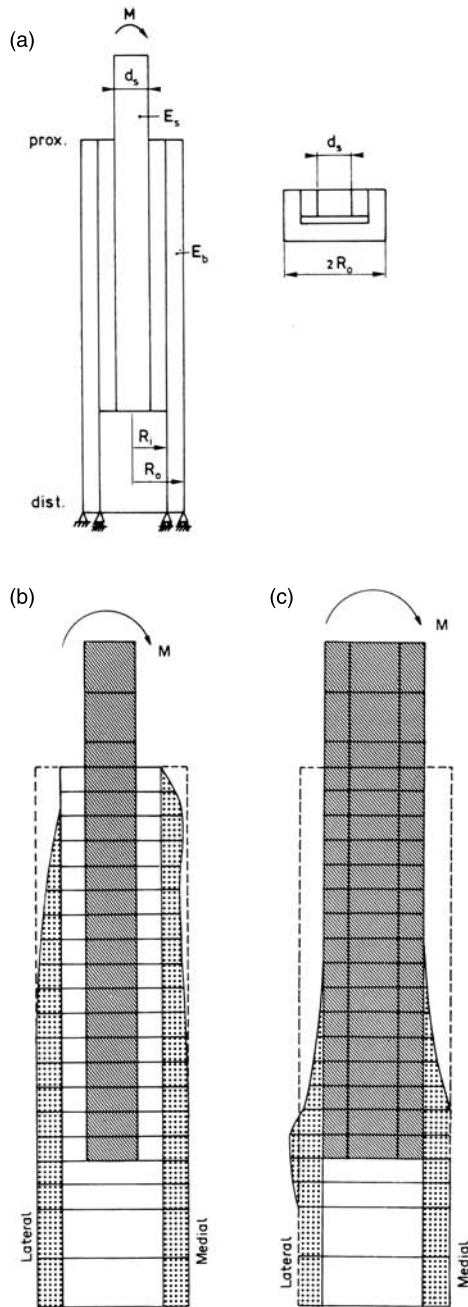 (a)
M
d_s
E_s
prox.
d_s
E_b
2R_o
R_i
R_o
dist.
(b)
(c)
M
M
Lateral
Medial
Lateral
Medial